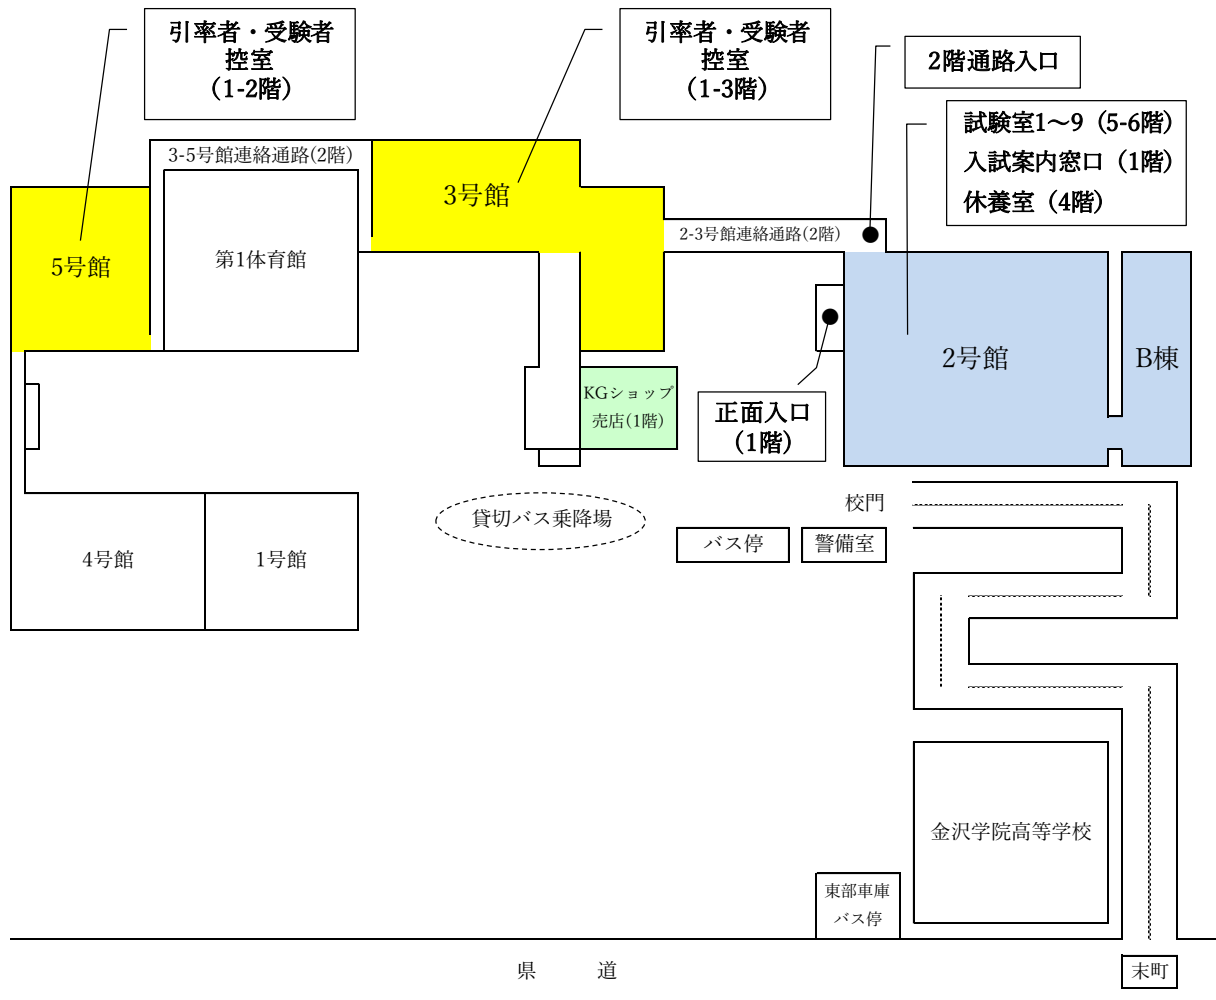 引率者・受験者
控室
（1-2階）
引率者・受験者
控室
（1-3階）
2階通路入口
試験室1～9（5-6階）
入試案内窓口（1階）
休養室（4階）
3-5号館連絡通路(2階)
3号館
2-3号館連絡通路(2階)
5号館
第1体育館
2号館
B棟
KGショップ
売店(1階)
正面入口
（1階）
貸切バス乗降場
校門
バス停
警備室
4号館
1号館
金沢学院高等学校
東部車庫
バス停
県　道
末町